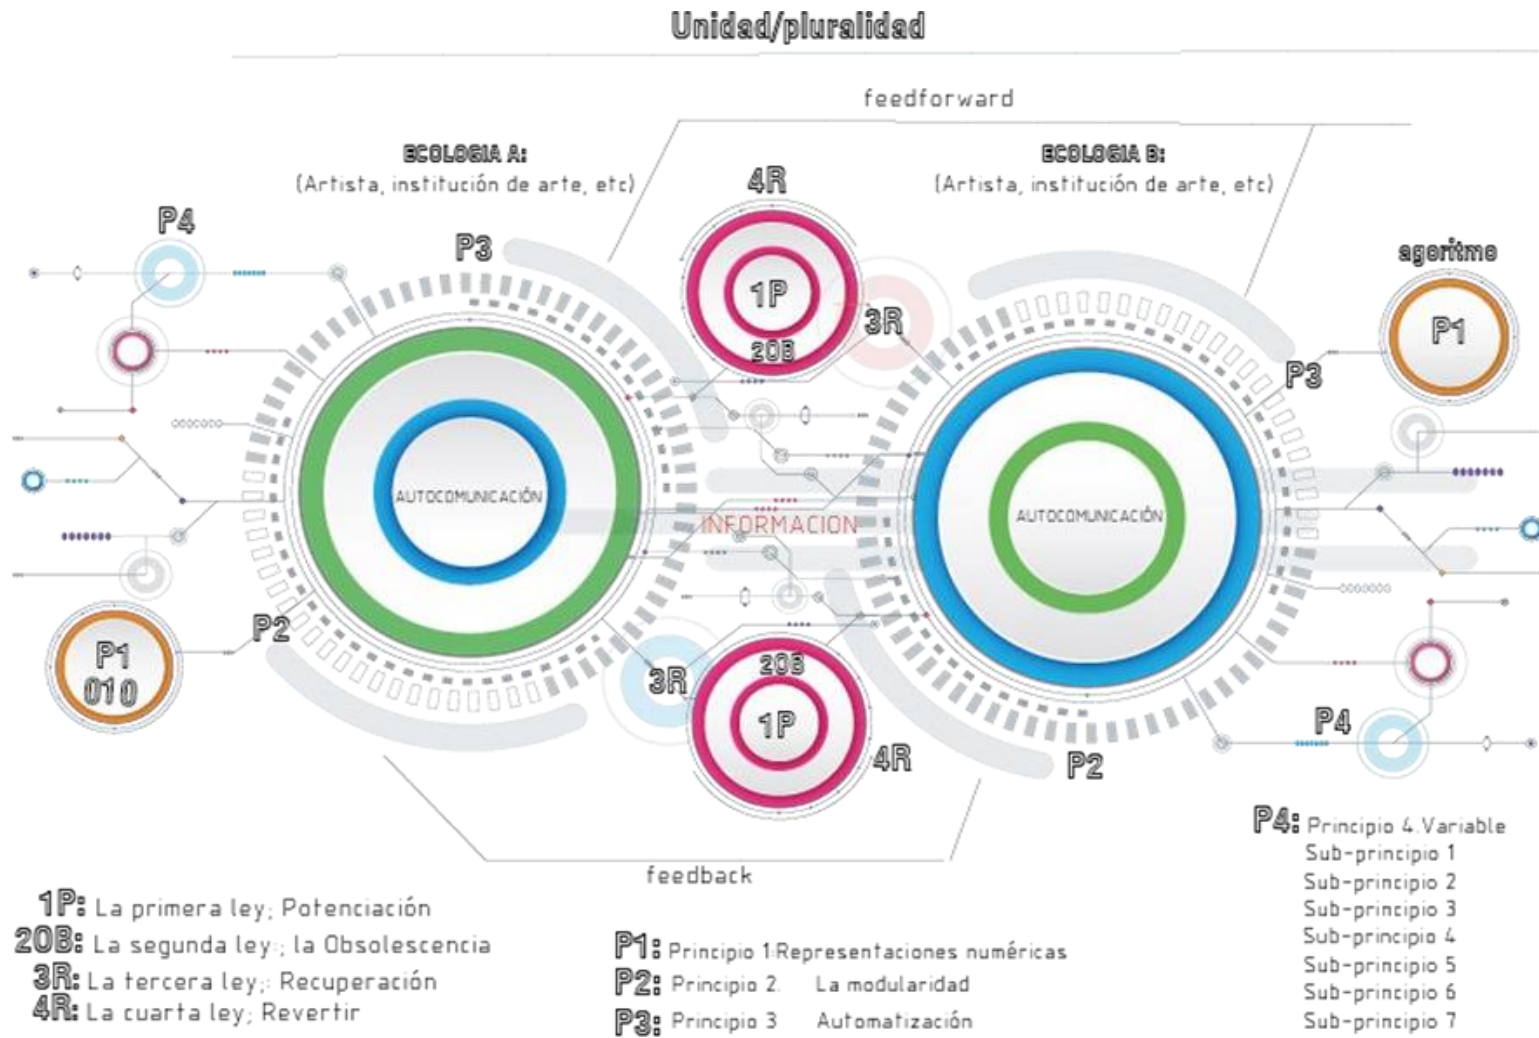 Unidad/pluralidad
feedforward
ECOLOGIA A:
(Artista, institución de arte, etc)
ECOLOGIA B:
(Artista, institución de arte, etc)
4R
P4
P3
1P
20B
3R
agoritmo
P1
P3
AUTOCOMUNICACIÓN
INFORMACION
AUTOCOMUNICACIÓN
P2
P1
010
3R
20B
1P
4R
P2
P4
feedback
1P: La primera ley; Potenciación
20B: La segunda ley:; la Obsolescencia
3R: La tercera ley;: Recuperación
4R: La cuarta ley; Revertir
P1: Principio 1:Representaciones numéricas
P2: Principio 2. La modularidad
P3: Principio 3 Automatización
P4: Principio 4.Variable
Sub-principio 1
Sub-principio 2
Sub-principio 3
Sub-principio 4
Sub-principio 5
Sub-principio 6
Sub-principio 7